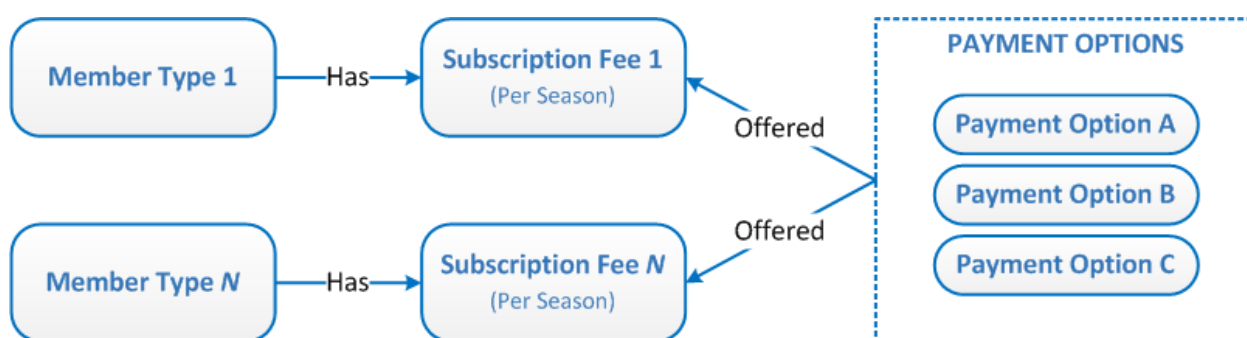 Member Type 1
Has
Subscription Fee 1
(Per Season)
Offered
Member Type N
Has
Subscription Fee N
(Per Season)
Offered
PAYMENT OPTIONS
Payment Option A
Payment Option B
Payment Option C